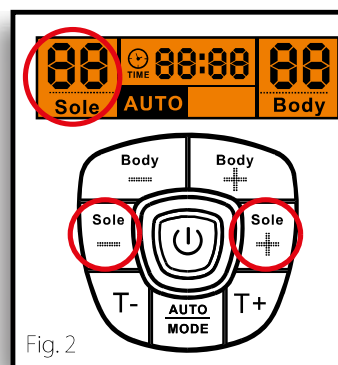 88 TIME 88:88 88
Sole AUTO Body
Body Body
— +
Sole Sole
— +
T- AUTO T+
MODE
Fig. 2